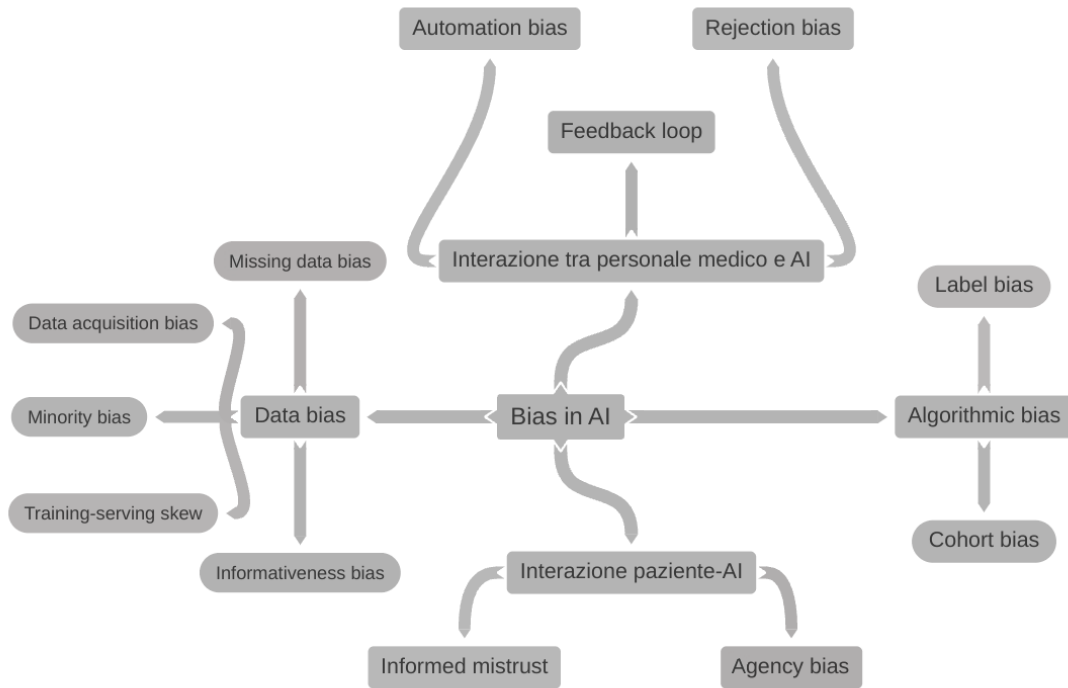 Automation bias
Rejection bias
Feedback loop
Missing data bias
Interazione tra personale medico e AI
Label bias
Data acquisition bias
Minority bias
Data bias
Bias in AI
Algorithmic bias
Training-serving skew
Cohort bias
Informativeness bias
Interazione paziente-AI
Informed mistrust
Agency bias